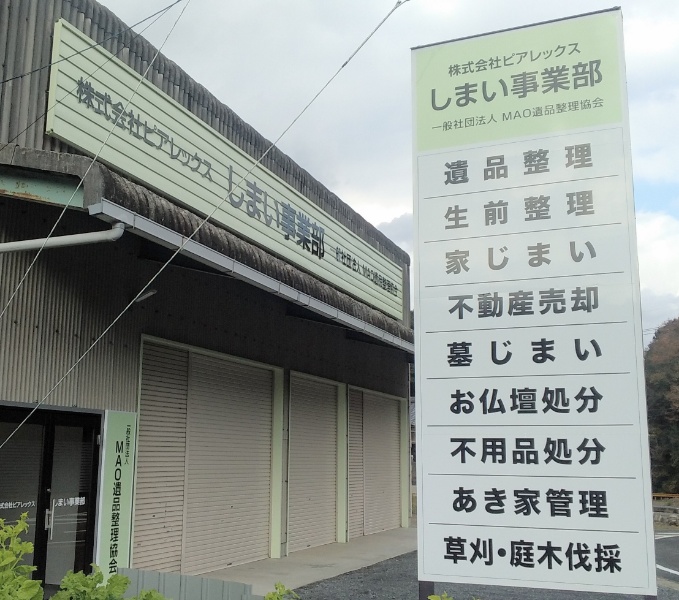 株式会社ピアレックス しまい事業部 一般社団法人 MAO遺品整理協会
株式会社ピアレックス
しまい事業部
一般社団法人 MAO遺品整理協会
遺品整理
生前整理
家じまい
不動産売却
墓じまい
お仏壇処分
不用品処分
あき家管理
草刈・庭木伐採
一般社団法人
MAO遺品整理協会
株式会社ピアレックス しまい事業部